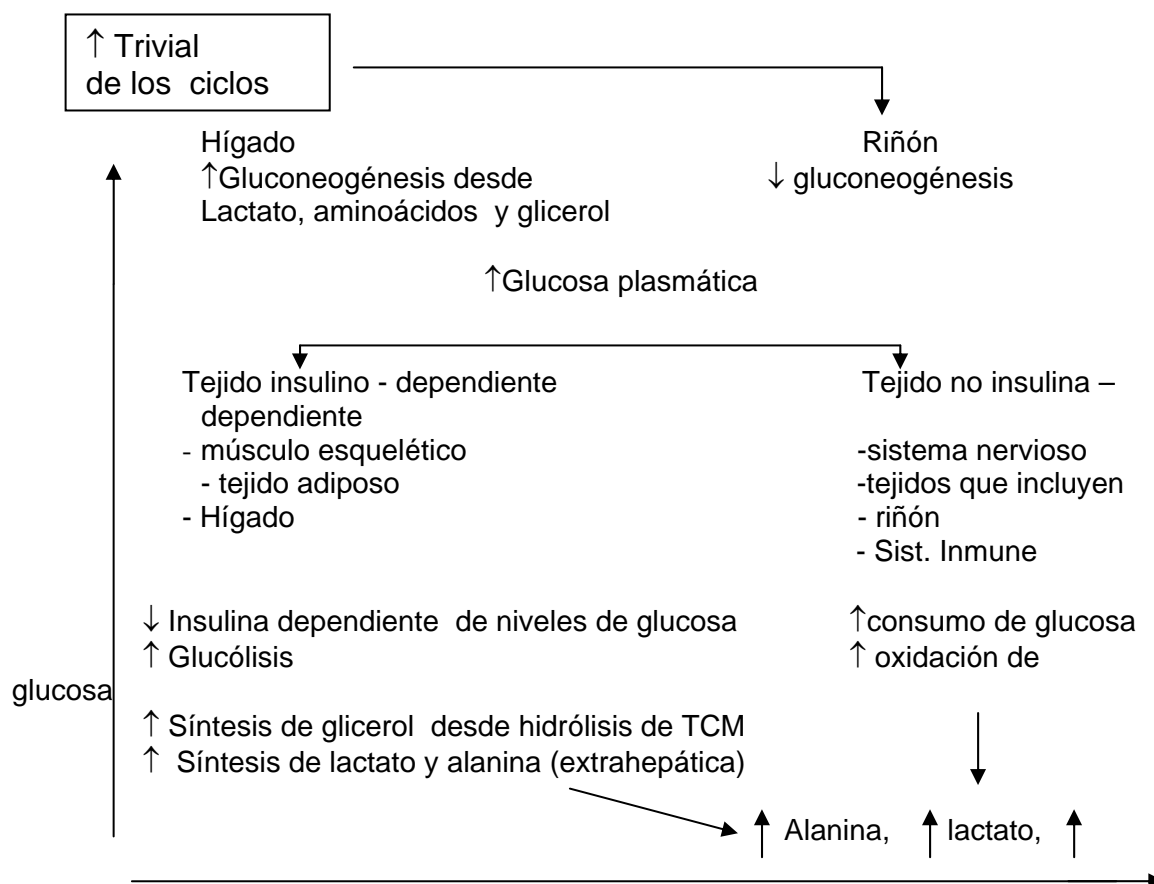 ↑ Trivial
de los ciclos
Hígado
↑Gluconeogénesis desde
Lactato, aminoácidos y glicerol
Riñón
↓ gluconeogénesis
↑Glucosa plasmática
Tejido insulino - dependiente
dependiente
- músculo esquelético
- tejido adiposo
- Hígado
Tejido no insulina –
-sistema nervioso
-tejidos que incluyen
- riñón
- Sist. Inmune
↓ Insulina dependiente de niveles de glucosa
↑ Glucólisis
↑consumo de glucosa
↑ oxidación de
glucosa
↑ Síntesis de glicerol desde hidrólisis de TCM
↑ Síntesis de lactato y alanina (extrahepática)
↑ Alanina, ↑ lactato, ↑